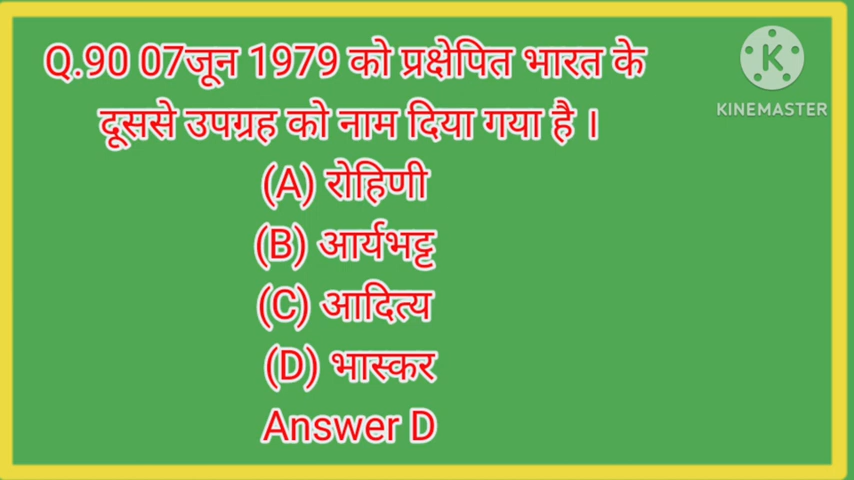 Q.90 07जून 1979 को प्रक्षेपित भारत के
दूससे उपग्रह को नाम दिया गया है ।
(A) रोहिणी
(B) आर्यभट्ट
(C) आदित्य
(D) भास्कर
Answer D
K
KINEMASTER